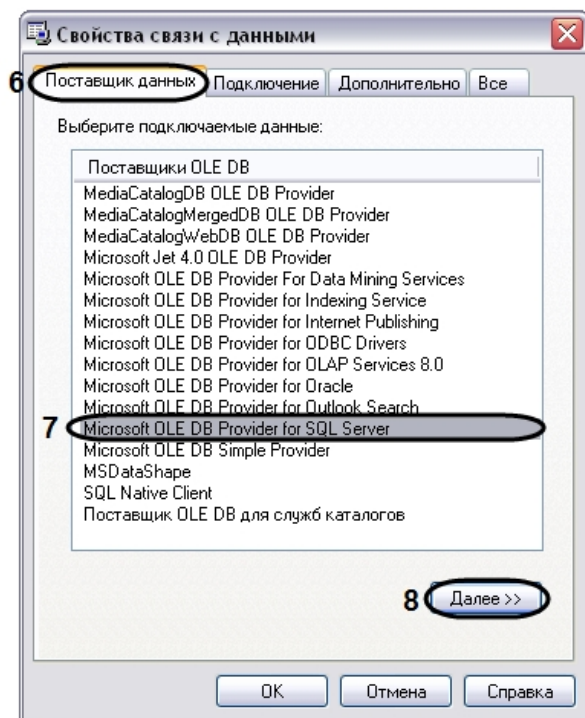 Свойства связи с данными
6 Поставщик данных Подключение Дополнительно Все
Выберите подключаемые данные:
Поставщики OLE DB
MediaCatalogDB OLE DB Provider
MediaCatalogMergedDB OLE DB Provider
MediaCatalogWebDB OLE DB Provider
Microsoft Jet 4.0 OLE DB Provider
Microsoft OLE DB Provider For Data Mining Services
Microsoft OLE DB Provider for Indexing Service
Microsoft OLE DB Provider for Internet Publishing
Microsoft OLE DB Provider for ODBC Drivers
Microsoft OLE DB Provider for OLAP Services 8.0
Microsoft OLE DB Provider for Oracle
Microsoft OLE DB Provider for Outlook Search
7 Microsoft OLE DB Provider for SQL Server
Microsoft OLE DB Simple Provider
MSDataShape
SQL Native Client
Поставщик OLE DB для служб каталогов
8 Далее >>
OK Отмена Справка